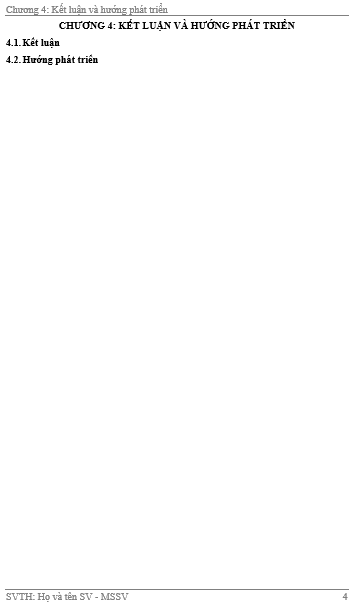 Chương 4: Kết luận và hướng phát triển
CHƯƠNG 4: KẾT LUẬN VÀ HƯỚNG PHÁT TRIỂN
4.1. Kết luận
4.2. Hướng phát triển
SVTH: Họ và tên SV - MSSV 4